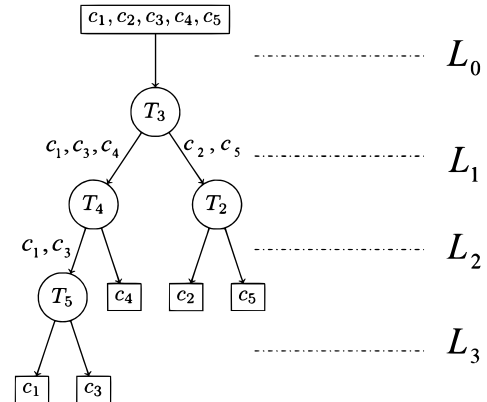 c₁, c₂, c₃, c₄, c₅
L₀
T₃
c₁, c₃, c₄
c₂, c₅
L₁
T₄
T₂
c₁, c₃
L₂
T₅
c₄
c₂
c₅
L₃
c₁
c₃